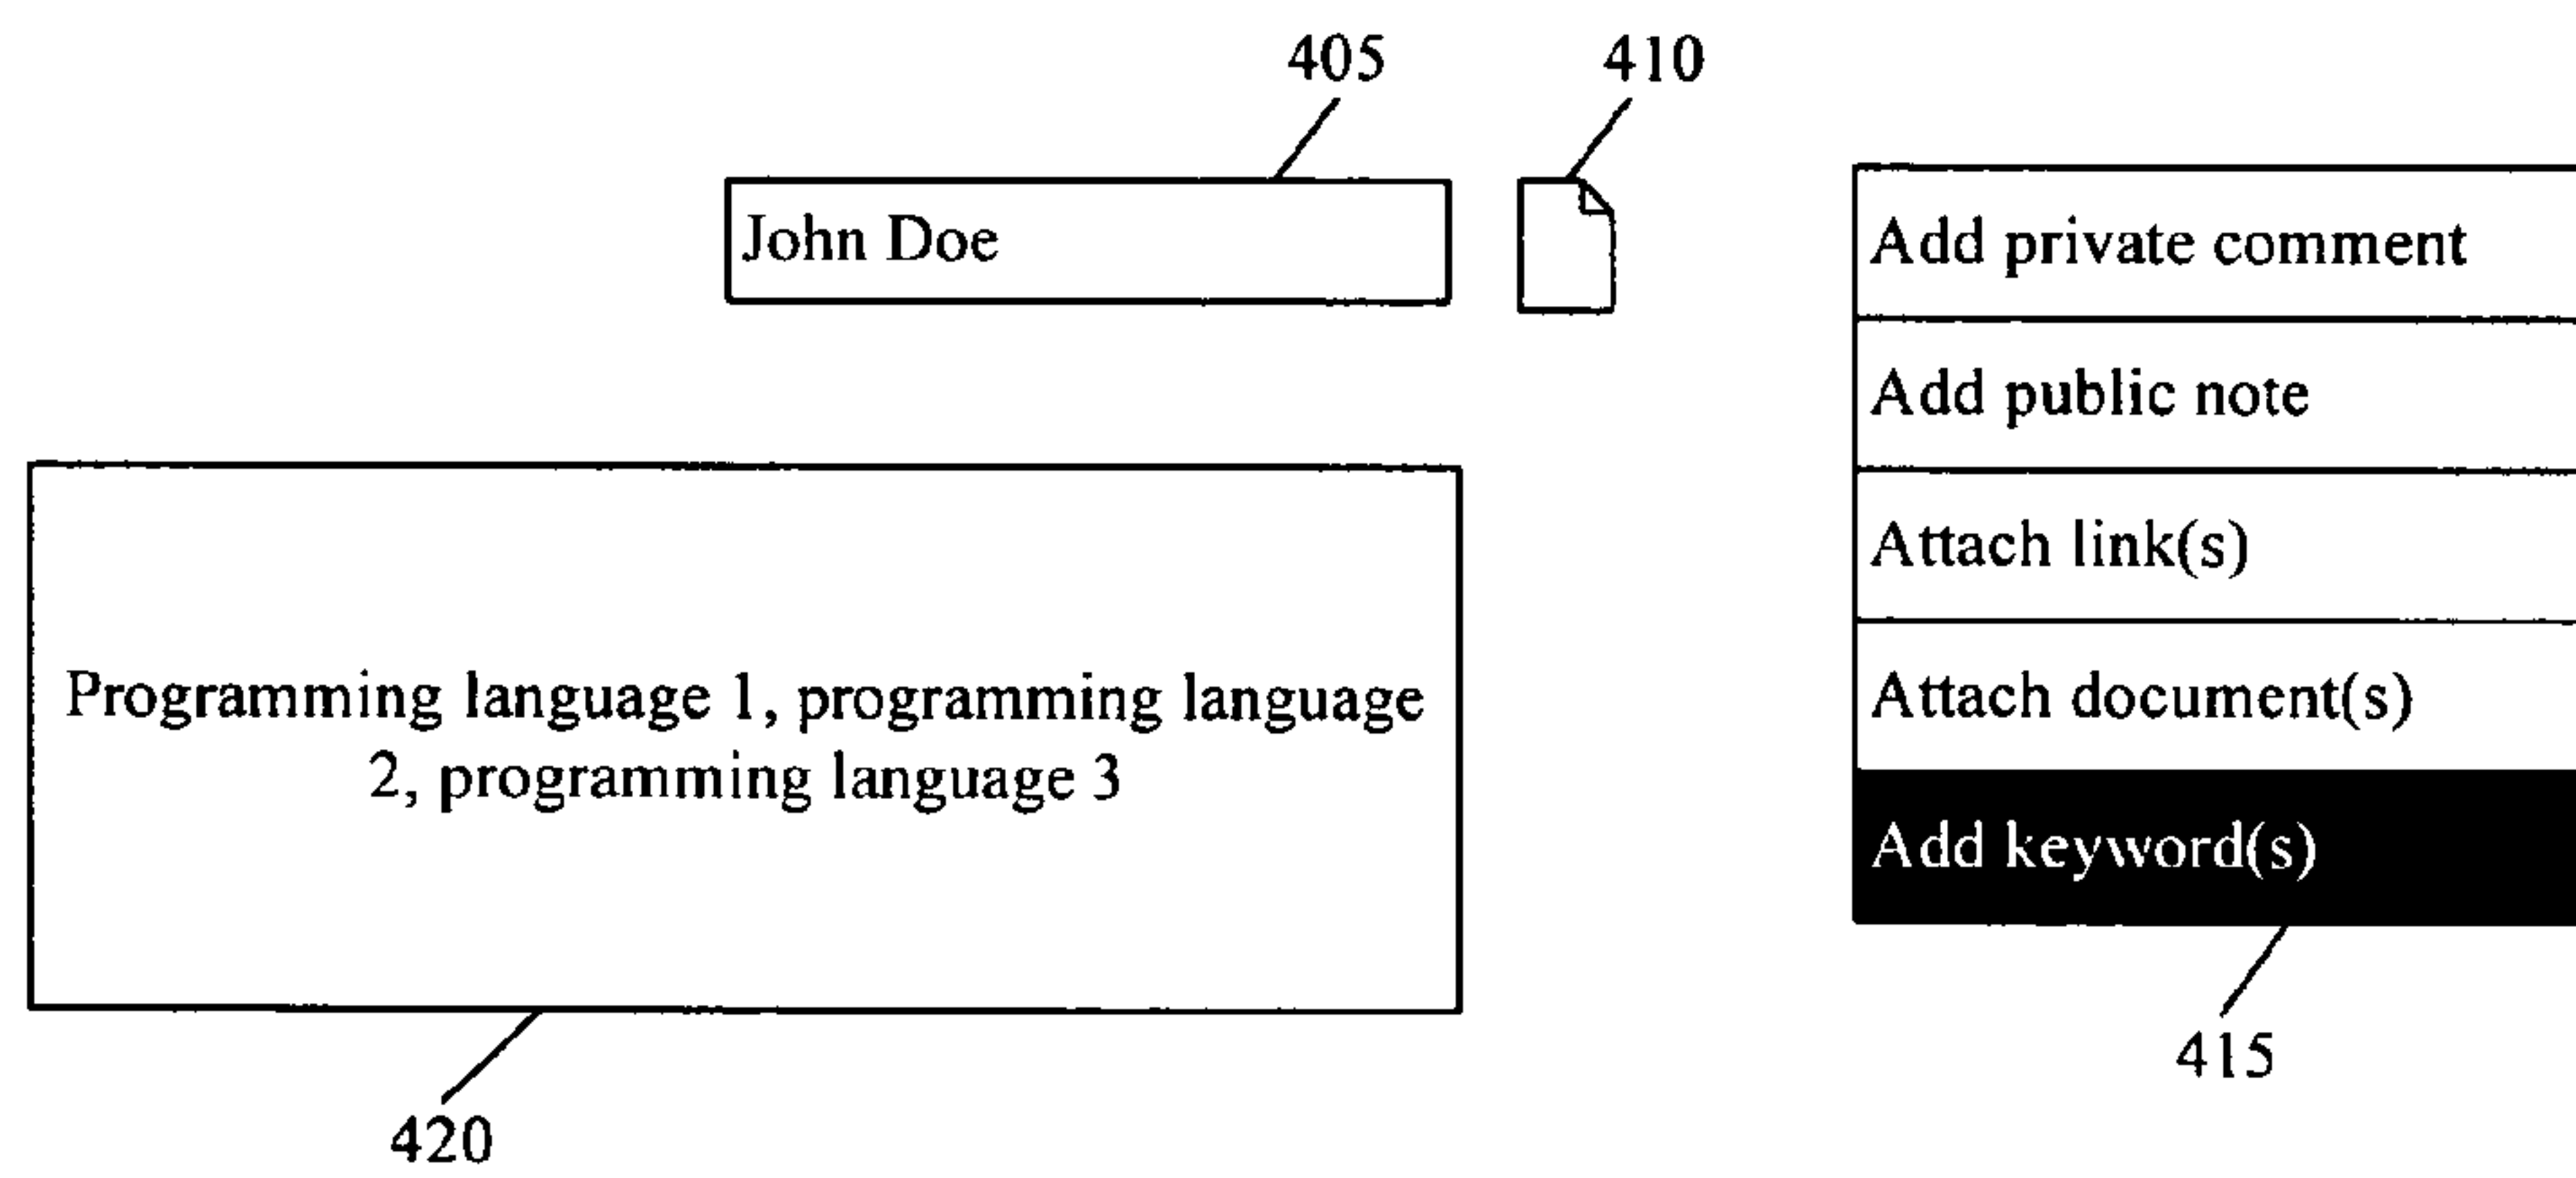 405
410
John Doe
Add private comment
Add public note
Attach link(s)
Attach document(s)
Add keyword(s)
415
Programming language 1, programming language
2, programming language 3
420